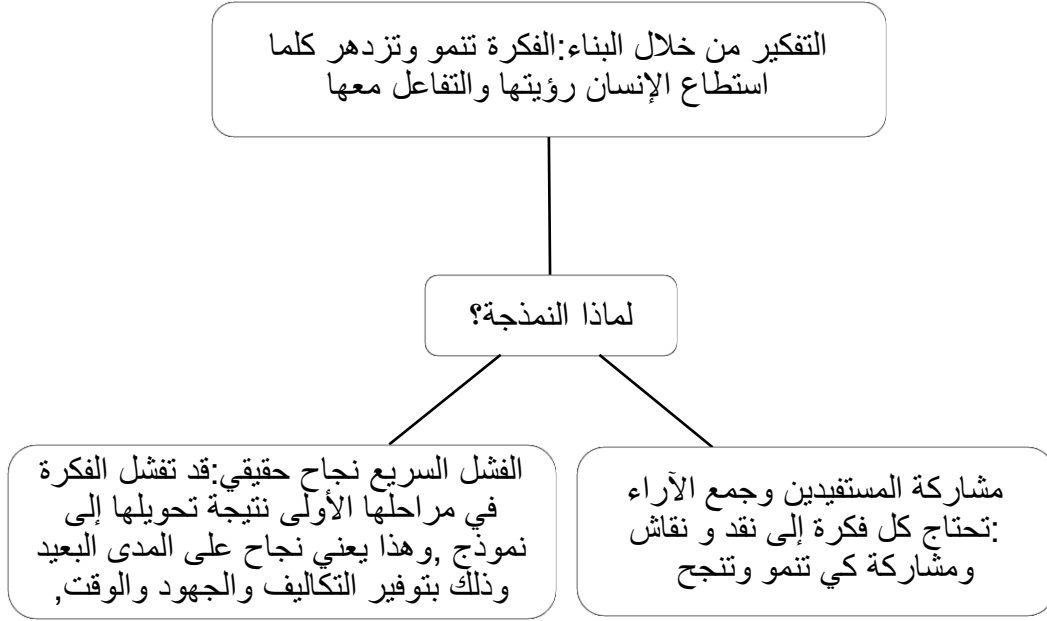 التفكير من خلال البناء:الفكرة تنمو وتزدهر كلما
استطاع الإنسان رؤيتها والتفاعل معها
لماذا النمذجة؟
مشاركة المستفيدين وجمع الآراء
:تحتاج كل فكرة إلى نقد و نقاش
ومشاركة كي تنمو وتنجح
الفشل السريع نجاح حقيقي:قد تفشل الفكرة
في مراحلها الأولى نتيجة تحويلها إلى
نموذج ,وهذا يعني نجاح على المدى البعيد
وذلك بتوفير التكاليف والجهود والوقت,